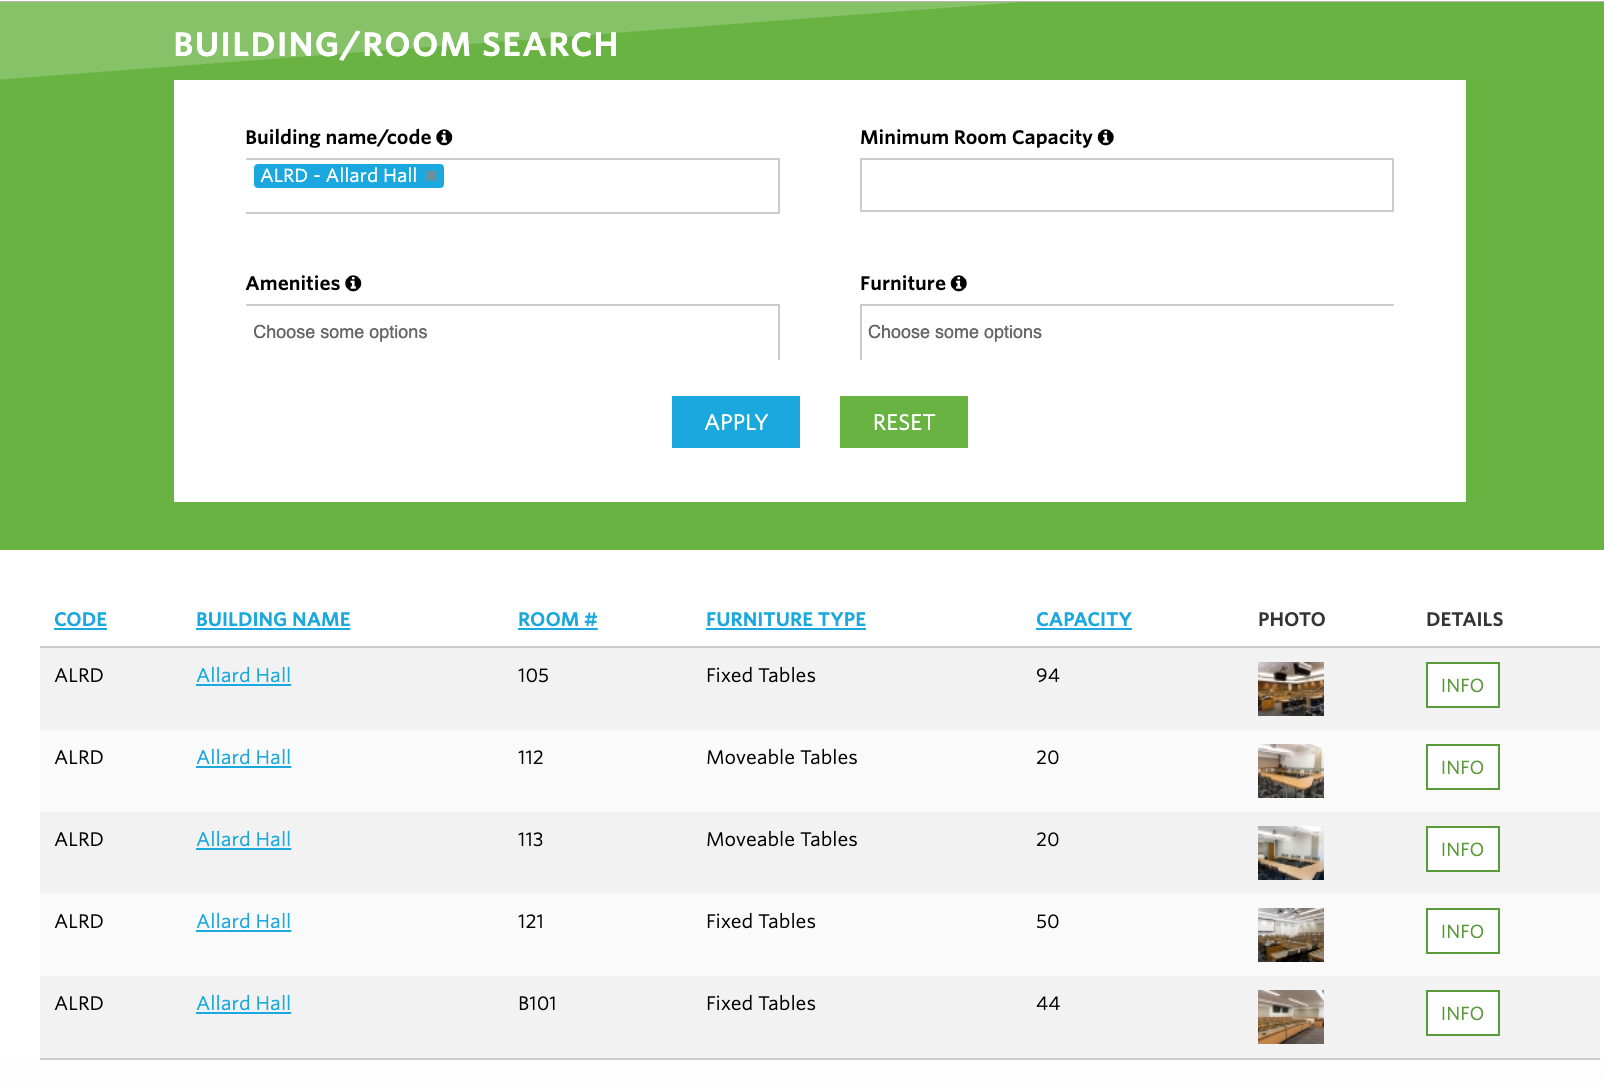 BUILDING/ROOM SEARCH
Building name/code Minimum Room Capacity
ALRD - Allard Hall
Amenities Furniture
Choose some options Choose some options
APPLY RESET
CODE BUILDING NAME ROOM # FURNITURE TYPE CAPACITY PHOTO DETAILS
ALRD Allard Hall 105 Fixed Tables 94 INFO
ALRD Allard Hall 112 Moveable Tables 20 INFO
ALRD Allard Hall 113 Moveable Tables 20 INFO
ALRD Allard Hall 121 Fixed Tables 50 INFO
ALRD Allard Hall B101 Fixed Tables 44 INFO